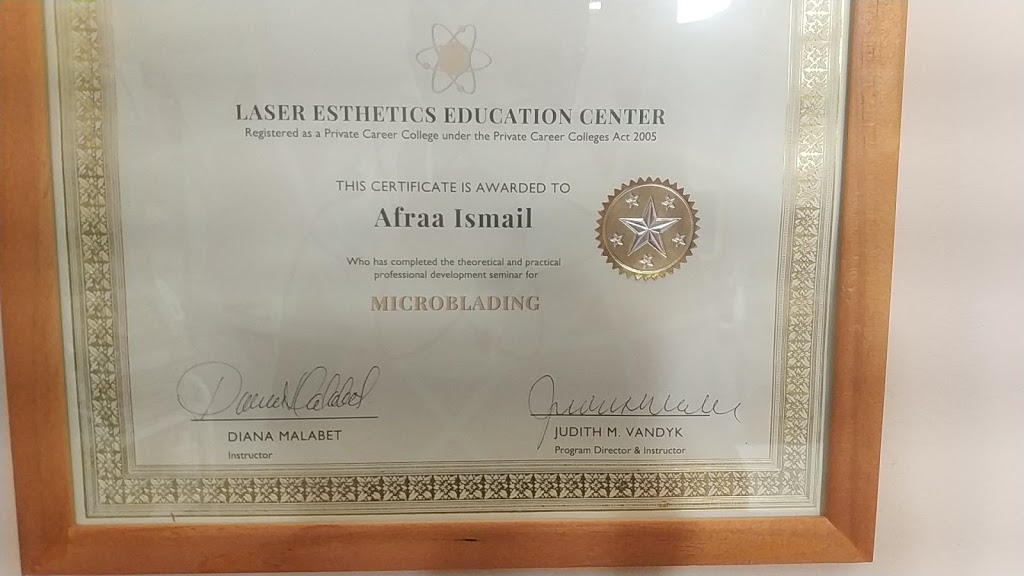 LASER ESTHETICS EDUCATION CENTER
Registered as a Private Career College under the Private Career Colleges Act 2005
THIS CERTIFICATE IS AWARDED TO
Afraa Ismail
Who has completed the theoretical and practical
professional development seminar for
MICROBLADING
DIANA MALABET
Instructor
JUDITH M. VANDYK
Program Director & Instructor